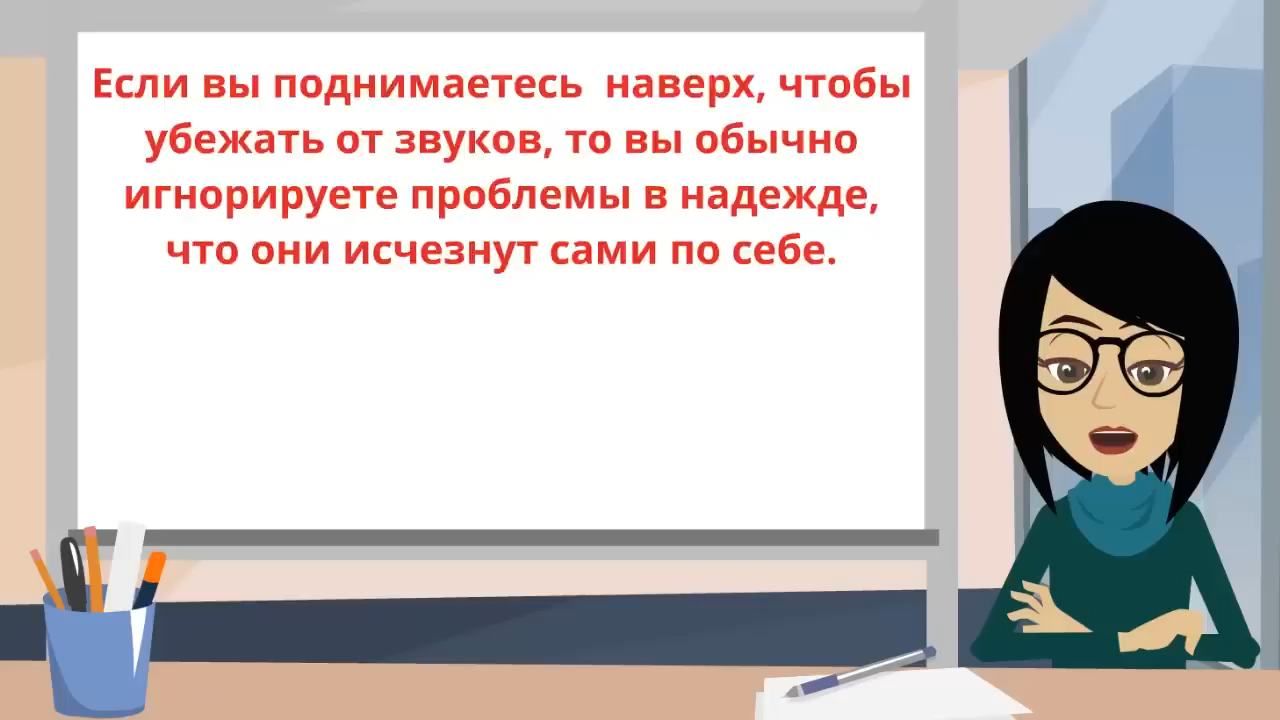 Если вы поднимаетесь  наверх, чтобы
убежать от звуков, то вы обычно
игнорируете проблемы в надежде,
что они исчезнут сами по себе.